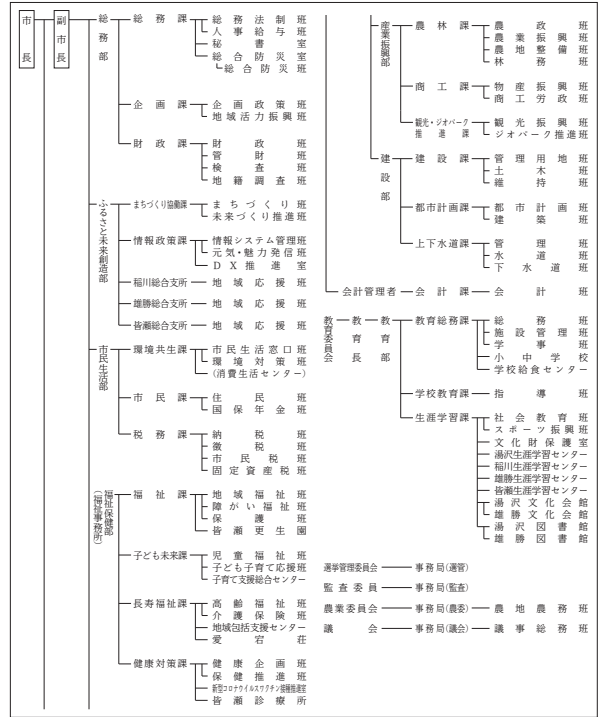 市長
副市長
総務部
総務課
総務法制班
人事給与班
秘書室
総合防災室
総合防災班
企画課
企画政策班
地域活力振興班
財政課
財政班
管財班
検査班
地籍調査班
ふるさと未来創造部
まちづくり協働課
まちづくり班
未来づくり推進班
情報政策課
情報システム管理班
元気・魅力発信班
DX推進室
稲川総合支所
地域応援班
雄勝総合支所
地域応援班
皆瀬総合支所
地域応援班
市民生活部
環境共生課
市民生活窓口班
環境対策班
(消費生活センター)
市民課
住民班
国保年金班
税務課
納税班
徴税班
市民税班
固定資産税班
福祉保健部
(福祉事務所)
福祉課
地域福祉班
障がい福祉班
保護班
皆瀬更生園
子ども未来課
児童福祉班
子ども子育て応援班
子育て支援総合センター
長寿福祉課
高齢福祉班
介護保険班
地域包括支援センター
愛宕荘
健康対策課
健康企画班
保健推進班
新型コロナウイルスワクチン接種推進室
皆瀬診療所
産業振興部
農林課
農政班
農業振興班
農地整備班
林務班
商工課
物産振興班
商工労政班
観光・ジオパーク
推進課
観光振興班
ジオパーク推進班
建設部
建設課
管理用地班
土木班
維持班
都市計画課
都市計画班
建築班
上下水道課
管理班
水道班
下水道班
会計管理者
会計課
会計班
教育委員会
教育長
教育部
教育総務課
総務班
施設管理班
学事班
小中学校
学校給食センター
学校教育課
指導班
生涯学習課
社会教育班
スポーツ振興班
文化財保護室
湯沢生涯学習センター
稲川生涯学習センター
雄勝生涯学習センター
皆瀬生涯学習センター
湯沢文化会館
雄勝文化会館
湯沢図書館
雄勝図書館
選挙管理委員会
事務局(選管)
監査委員
事務局(監査)
農業委員会
事務局(農委)
農地農務班
議会
事務局(議会)
議事総務班